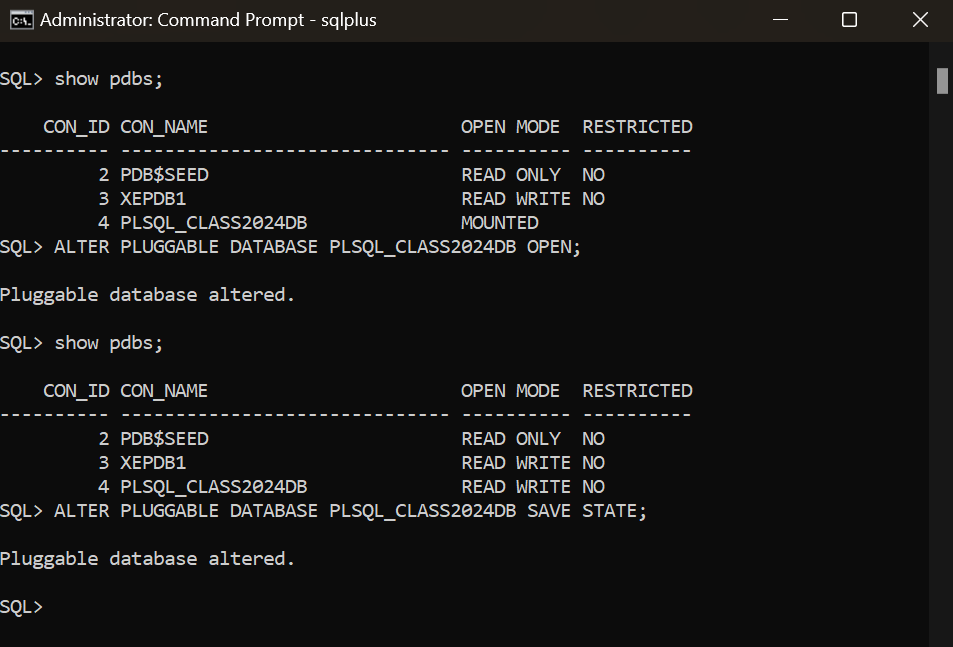 Administrator: Command Prompt - sqlplus
SQL> show pdbs;
    CON_ID CON_NAME                       OPEN MODE  RESTRICTED
---------- ------------------------------ ---------- ----------
         2 PDB$SEED                       READ ONLY  NO
         3 XEPDB1                         READ WRITE NO
         4 PLSQL_CLASS2024DB              MOUNTED
SQL> ALTER PLUGGABLE DATABASE PLSQL_CLASS2024DB OPEN;
Pluggable database altered.
SQL> show pdbs;
    CON_ID CON_NAME                       OPEN MODE  RESTRICTED
---------- ------------------------------ ---------- ----------
         2 PDB$SEED                       READ ONLY  NO
         3 XEPDB1                         READ WRITE NO
         4 PLSQL_CLASS2024DB              READ WRITE NO
SQL> ALTER PLUGGABLE DATABASE PLSQL_CLASS2024DB SAVE STATE;
Pluggable database altered.
SQL>